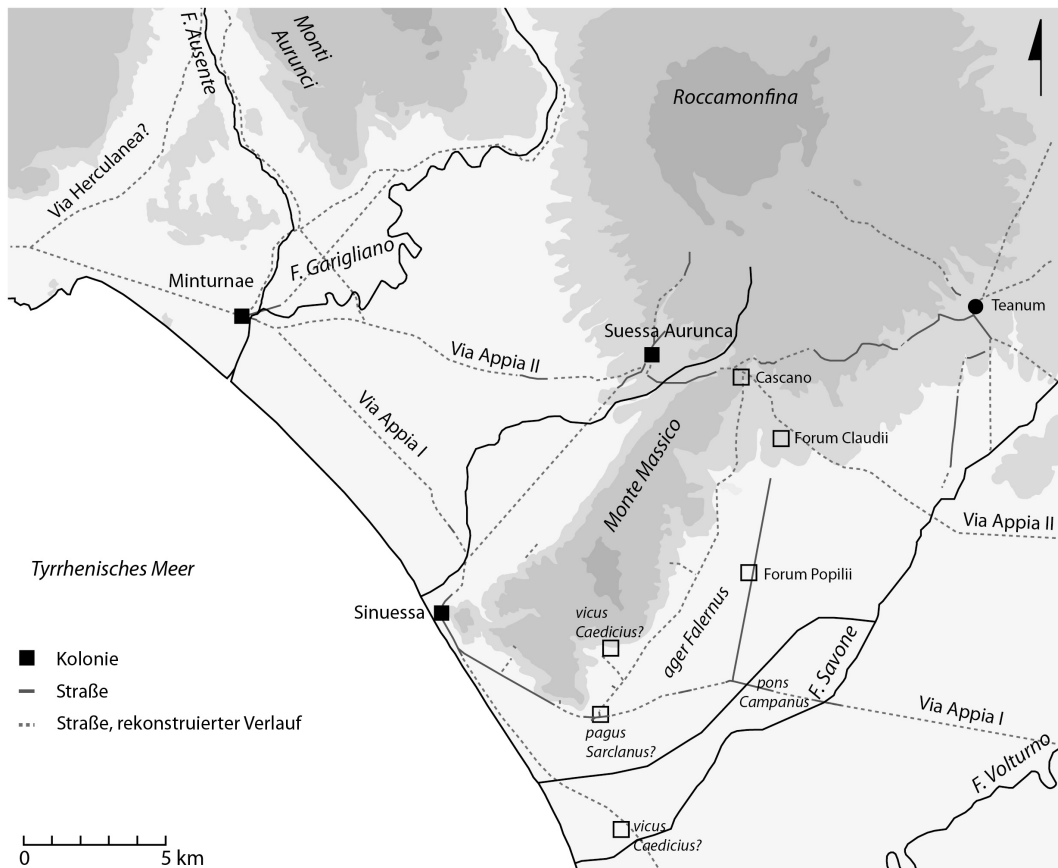 F. Ausente
Monti
Aurunci
Roccamonfina
Via Herculanea?
F. Garigliano
Minturnae
Teanum
Suessa Aurunca
Via Appia II
Cascano
Via Appia I
Forum Claudii
Monte Massico
Via Appia II
Tyrrhenisches Meer
Forum Popilii
Sinuessa
vicus
Caedicius?
ager Falernus
F. Savone
Kolonie
Straße
pons
Campanus
Via Appia I
Straße, rekonstruierter Verlauf
pagus
Sarclanus?
F. Volturno
vicus
Caedicius?
0
5 km